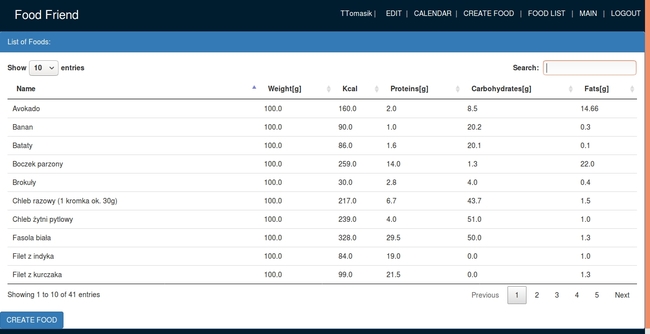 Food Friend
TTomasik | EDIT | CALENDAR | CREATE FOOD | FOOD LIST | MAIN | LOGOUT
List of Foods:
Show 10 entries Search:
Name Weight[g] Kcal Proteins[g] Carbohydrates[g] Fats[g]
Avokado 100.0 160.0 2.0 8.5 14.66
Banan 100.0 90.0 1.0 20.2 0.3
Bataty 100.0 86.0 1.6 20.1 0.1
Boczek parzony 100.0 259.0 14.0 1.3 22.0
Brokuły 100.0 30.0 2.8 4.0 0.4
Chleb razowy (1 kromka ok. 30g) 100.0 217.0 6.7 43.7 1.5
Chleb żytni pytlowy 100.0 239.0 4.0 51.0 1.0
Fasola biała 100.0 328.0 29.5 50.0 1.3
Filet z indyka 100.0 84.0 19.0 0.0 1.0
Filet z kurczaka 100.0 99.0 21.5 0.0 1.3
Showing 1 to 10 of 41 entries Previous 1 2 3 4 5 Next
CREATE FOOD